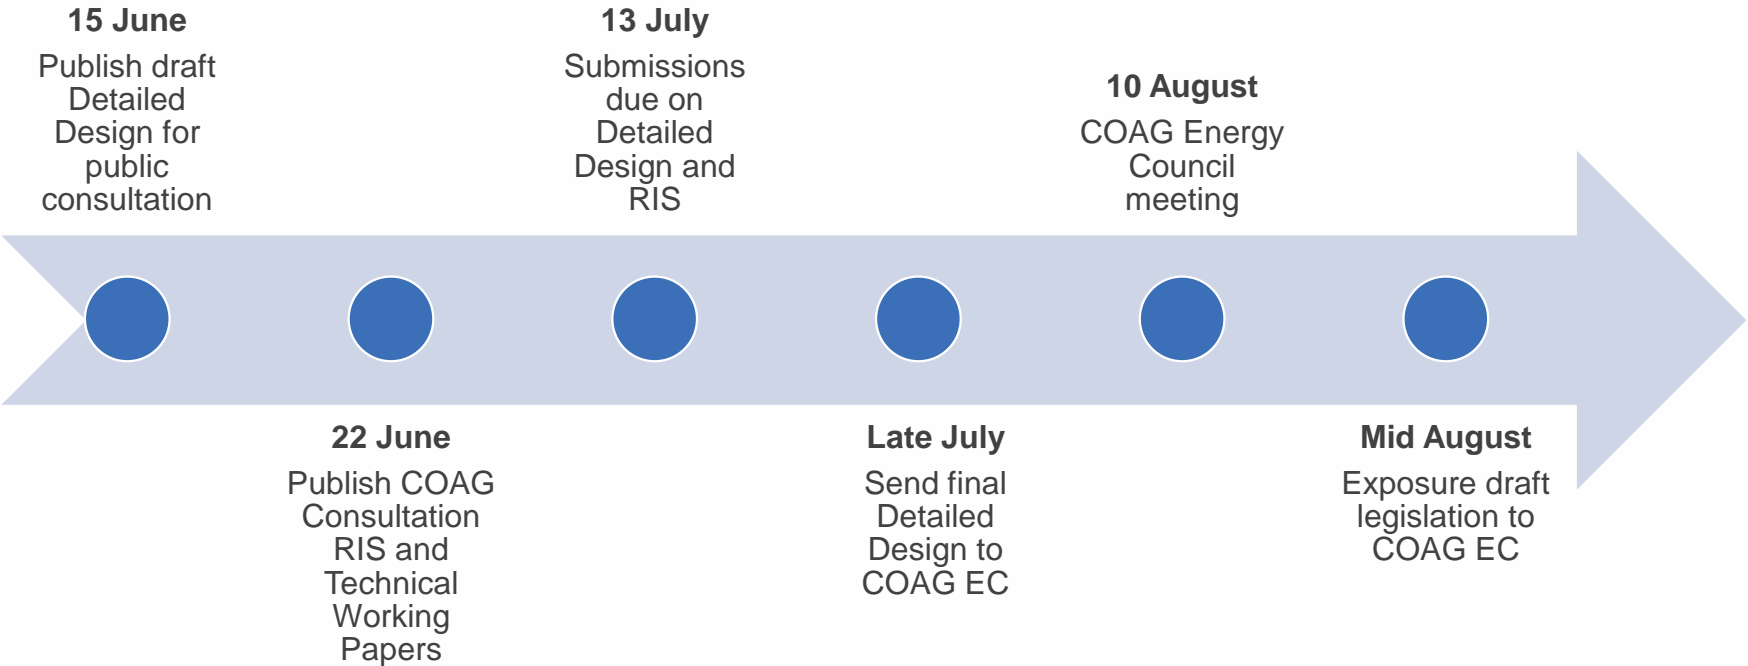 15 June
Publish draft
Detailed
Design for
public
consultation
22 June
Publish COAG
Consultation
RIS and
Technical
Working
Papers
13 July
Submissions
due on
Detailed
Design and
RIS
Late July
Send final
Detailed
Design to
COAG EC
10 August
COAG Energy
Council
meeting
Mid August
Exposure draft
legislation to
COAG EC